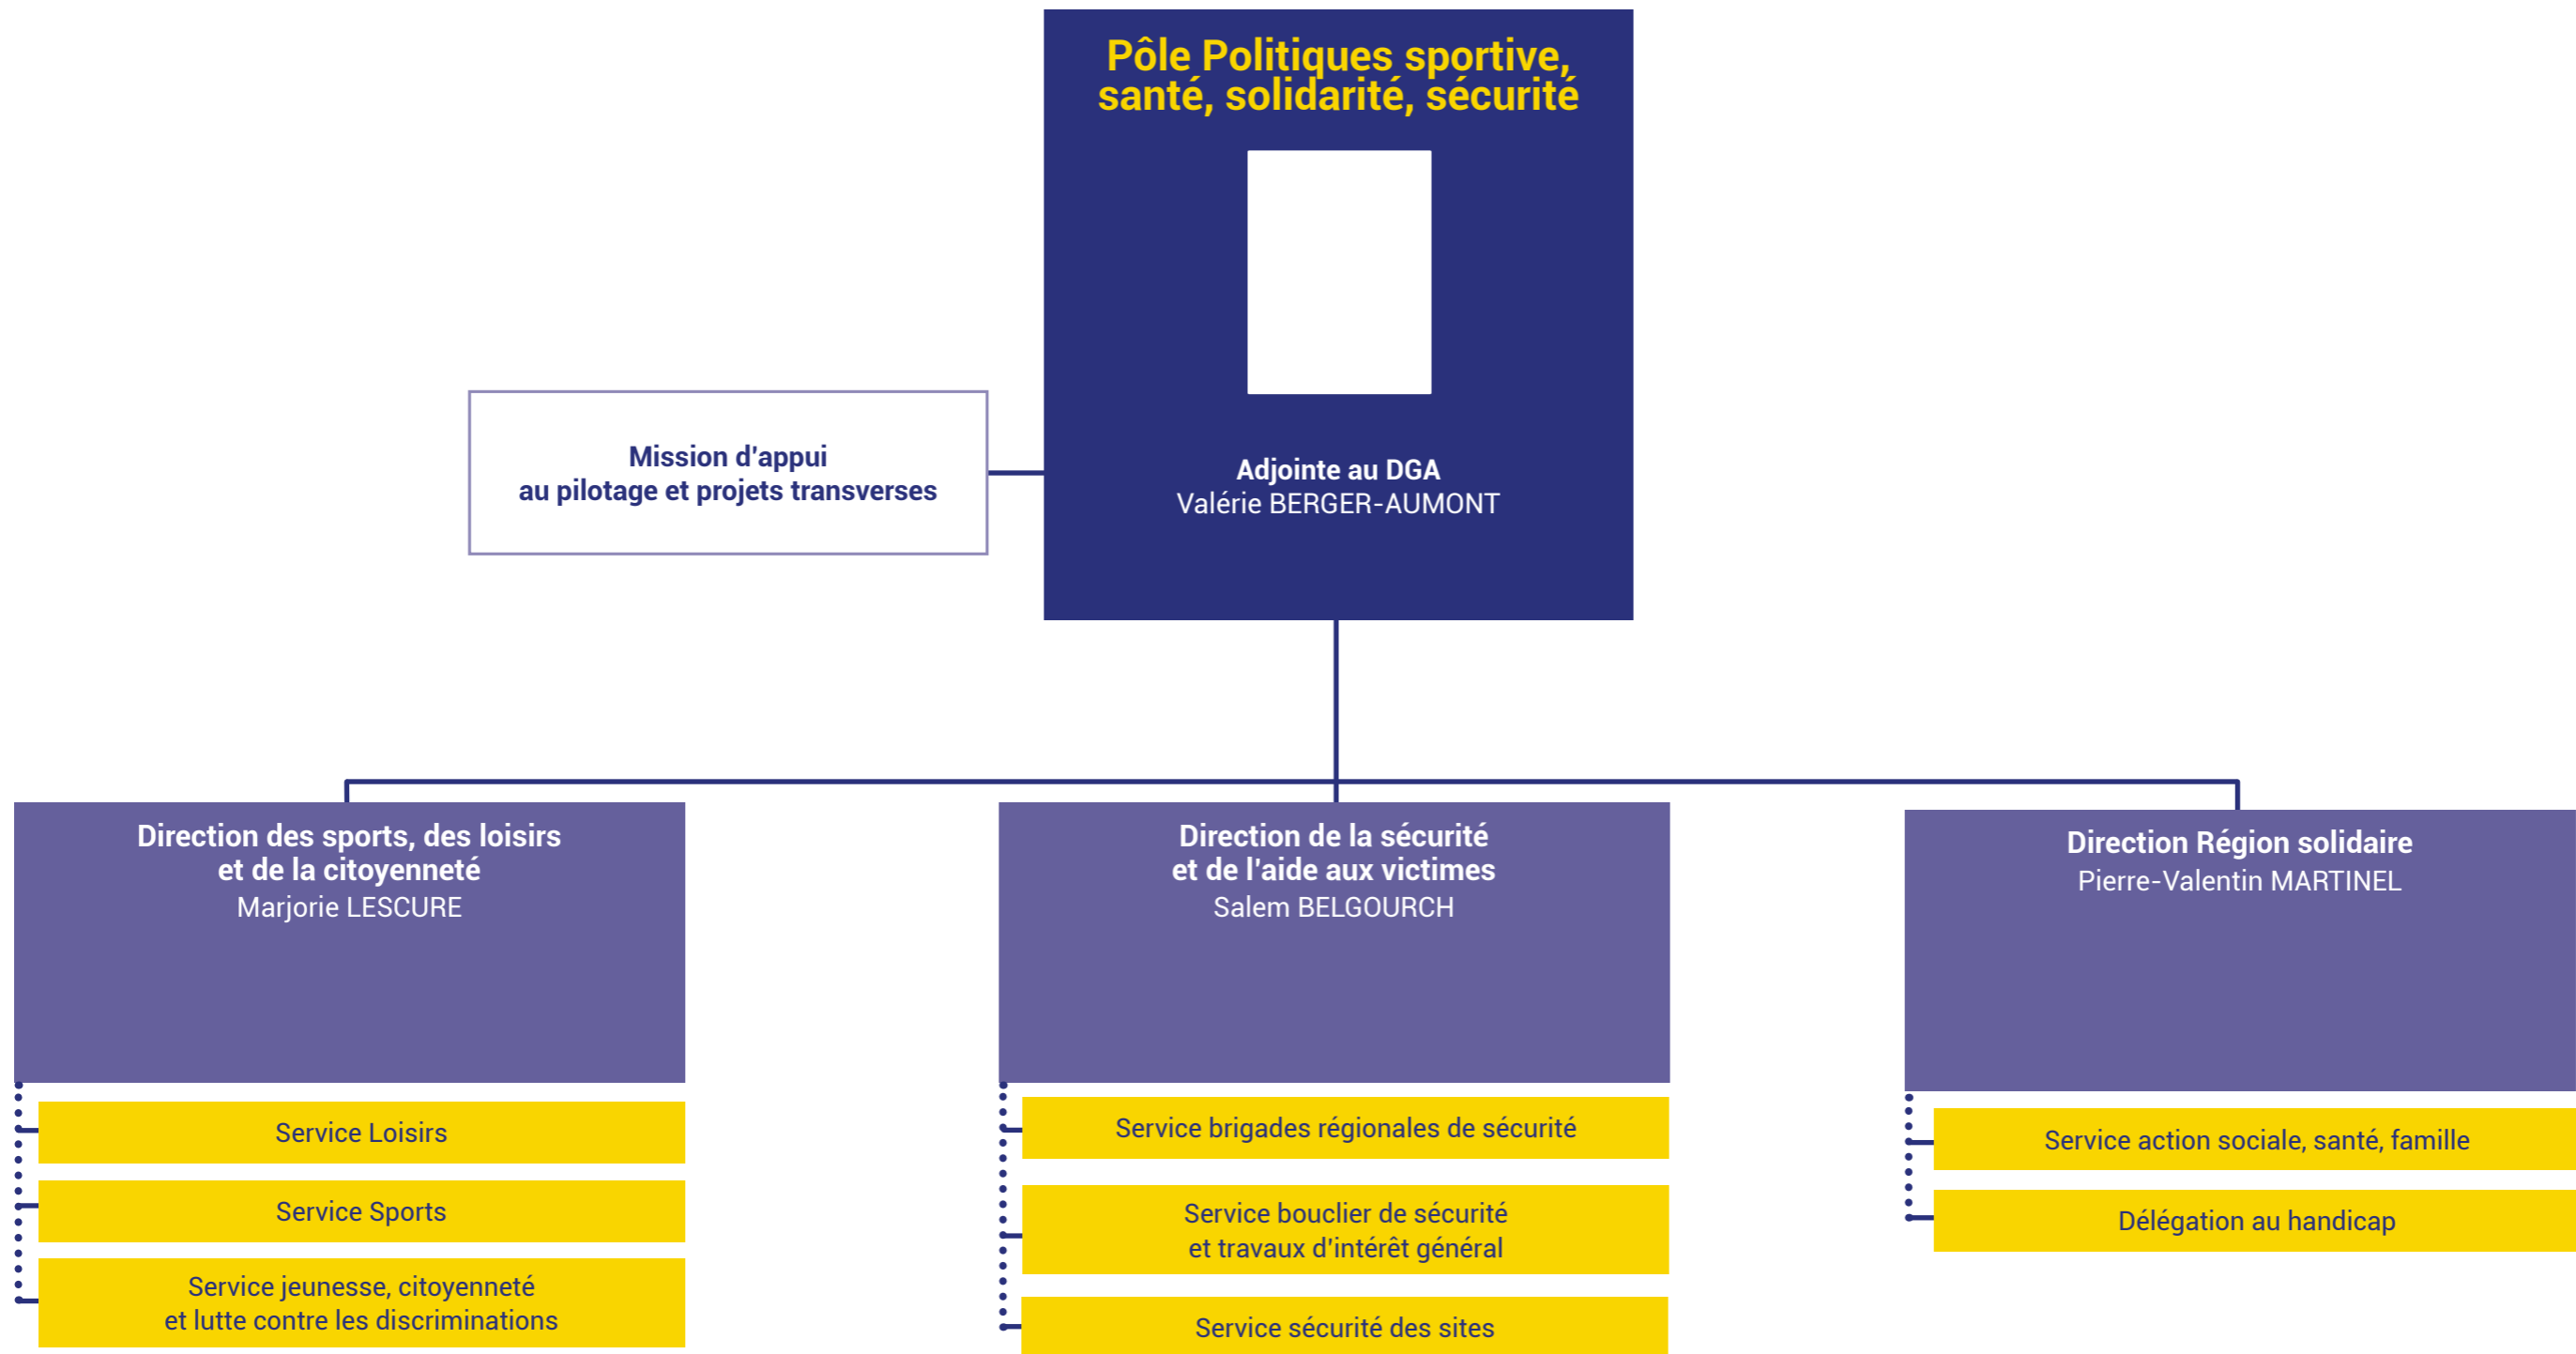 Pôle Politiques sportive,
santé, solidarité, sécurité
Mission d'appui
au pilotage et projets transverses
Adjointe au DGA
Valérie BERGER-AUMONT
Direction des sports, des loisirs
et de la citoyenneté
Marjorie LESCURE
Service Loisirs
Service Sports
Service jeunesse, citoyenneté
et lutte contre les discriminations
Direction de la sécurité
et de l'aide aux victimes
Salem BELGOURCH
Service brigades régionales de sécurité
Service bouclier de sécurité
et travaux d'intérêt général
Service sécurité des sites
Direction Région solidaire
Pierre-Valentin MARTINEL
Service action sociale, santé, famille
Délégation au handicap